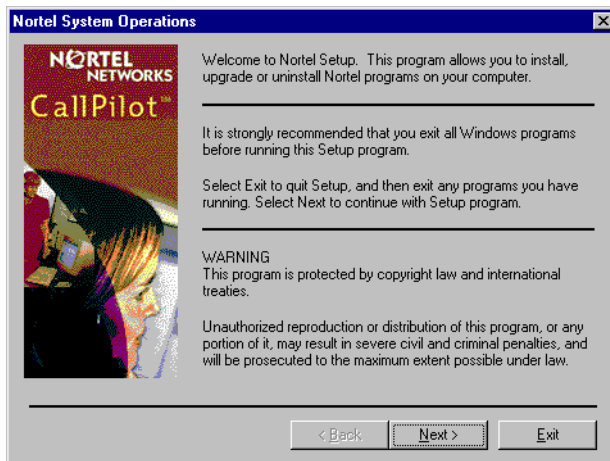 Nortel System Operations
NORTEL
NETWORKS
CallPilot™
Welcome to Nortel Setup. This program allows you to install,
upgrade or uninstall Nortel programs on your computer.
It is strongly recommended that you exit all Windows programs
before running this Setup program.
Select Exit to quit Setup, and then exit any programs you have
running. Select Next to continue with Setup program.
WARNING
This program is protected by copyright law and international
treaties.
Unauthorized reproduction or distribution of this program, or any
portion of it, may result in severe civil and criminal penalties, and
will be prosecuted to the maximum extent possible under law.
< Back
Next >
Exit